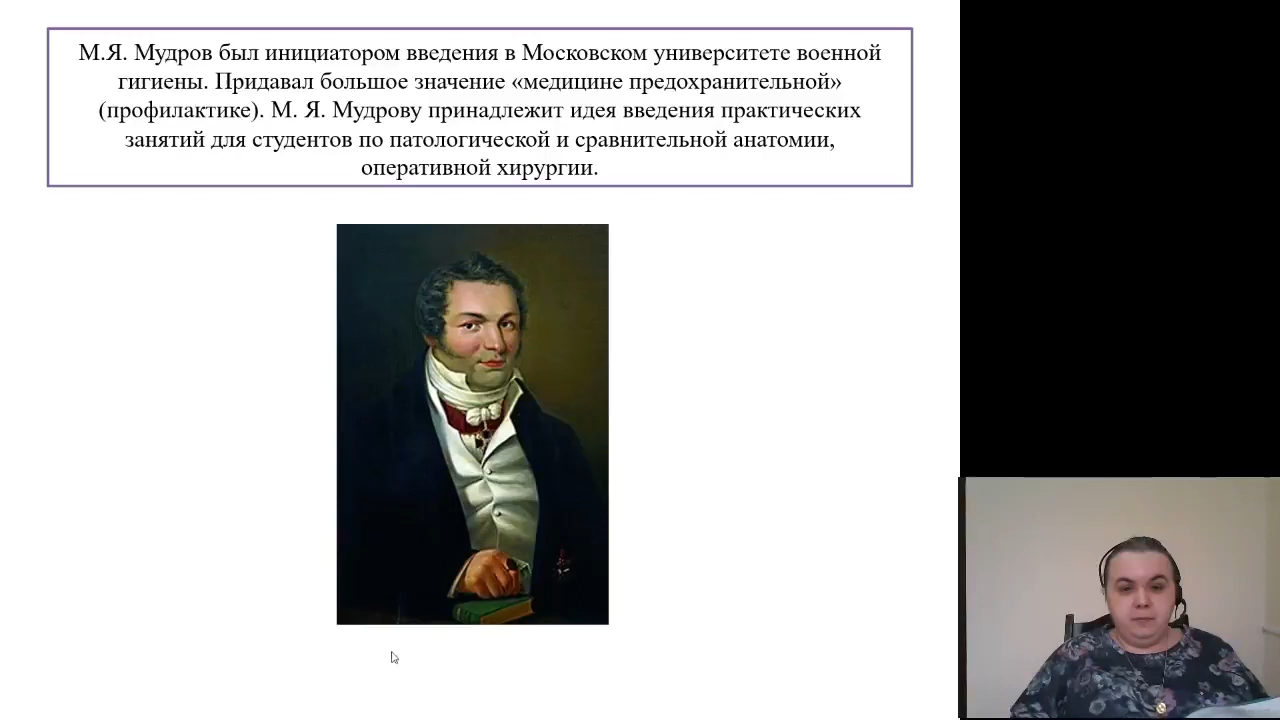 М.Я. Мудров был инициатором введения в Московском университете военной
гигиены. Придавал большое значение «медицине предохранительной»
(профилактике). М. Я. Мудрову принадлежит идея введения практических
занятий для студентов по патологической и сравнительной анатомии,
оперативной хирургии.